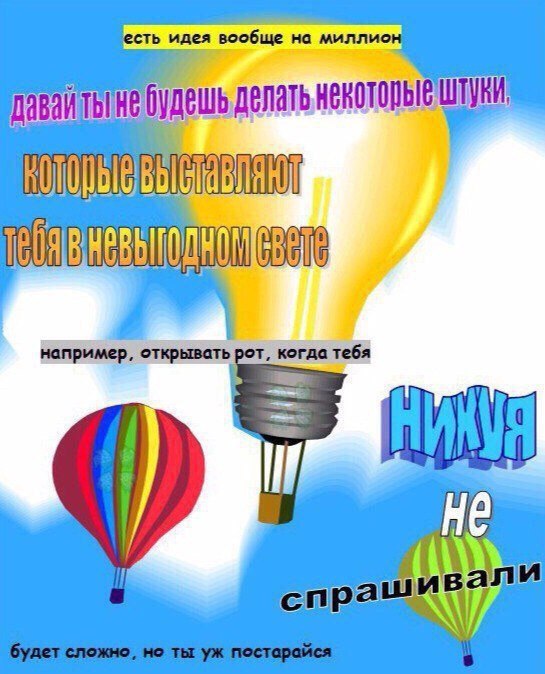 есть идея вообще на миллион
давай ты не будешь делать некоторые штуки,
которые выставляют
тебя в невыгодном свете
например, открывать рот, когда тебя
НИХУЯ
не
спрашивали
будет сложно, но ты уж постарайся